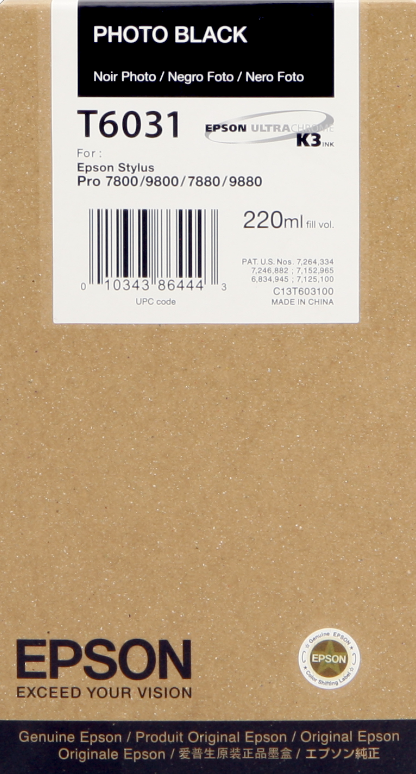 PHOTO BLACK
Noir Photo / Negro Foto / Nero Foto
T6031
EPSON ULTRACHROME
K3 INK
For :
Epson Stylus
Pro 7800/9800/7880/9880
220ml fill vol.
0 10343 86444 3
UPC code
PAT. U.S. Nos. 7,264,334
7,246,882 ; 7,152,965
6,834,945 ; 7,125,100
C13T603100
MADE IN CHINA
EPSON
EXCEED YOUR VISION
Genuine Epson
EPSON
Color Shifting Label
Genuine Epson / Produit Original Epson / Original Epson
Originale Epson / 爱普生原装正品墨盒 / エプソン純正